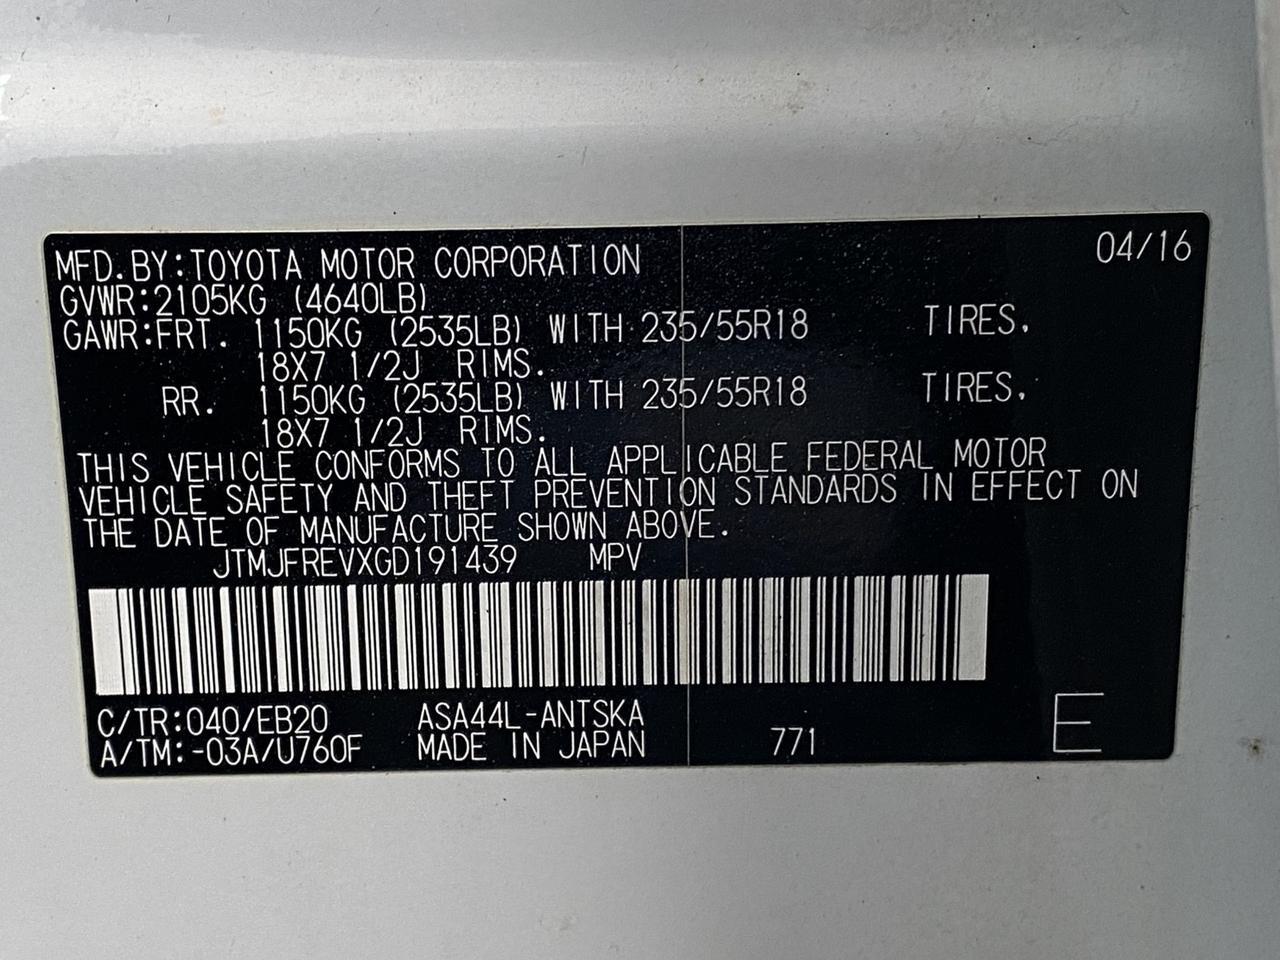 MFD. BY: TOYOTA MOTOR CORPORATION 04/16
GVWR: 2105KG (4640LB)
GAWR: FRT. 1150KG (2535LB) WITH 235/55R18 TIRES.
18X7 1/2J RIMS.
RR. 1150KG (2535LB) WITH 235/55R18 TIRES.
18X7 1/2J RIMS.
THIS VEHICLE CONFORMS TO ALL APPLICABLE FEDERAL MOTOR
VEHICLE SAFETY AND THEFT PREVENTION STANDARDS IN EFFECT ON
THE DATE OF MANUFACTURE SHOWN ABOVE.
JTMJFREVXGD191439 MPV
C/TR: 040/EB20 ASA44L-ANTSKA
A/TM: -03A/U760F MADE IN JAPAN 771 E